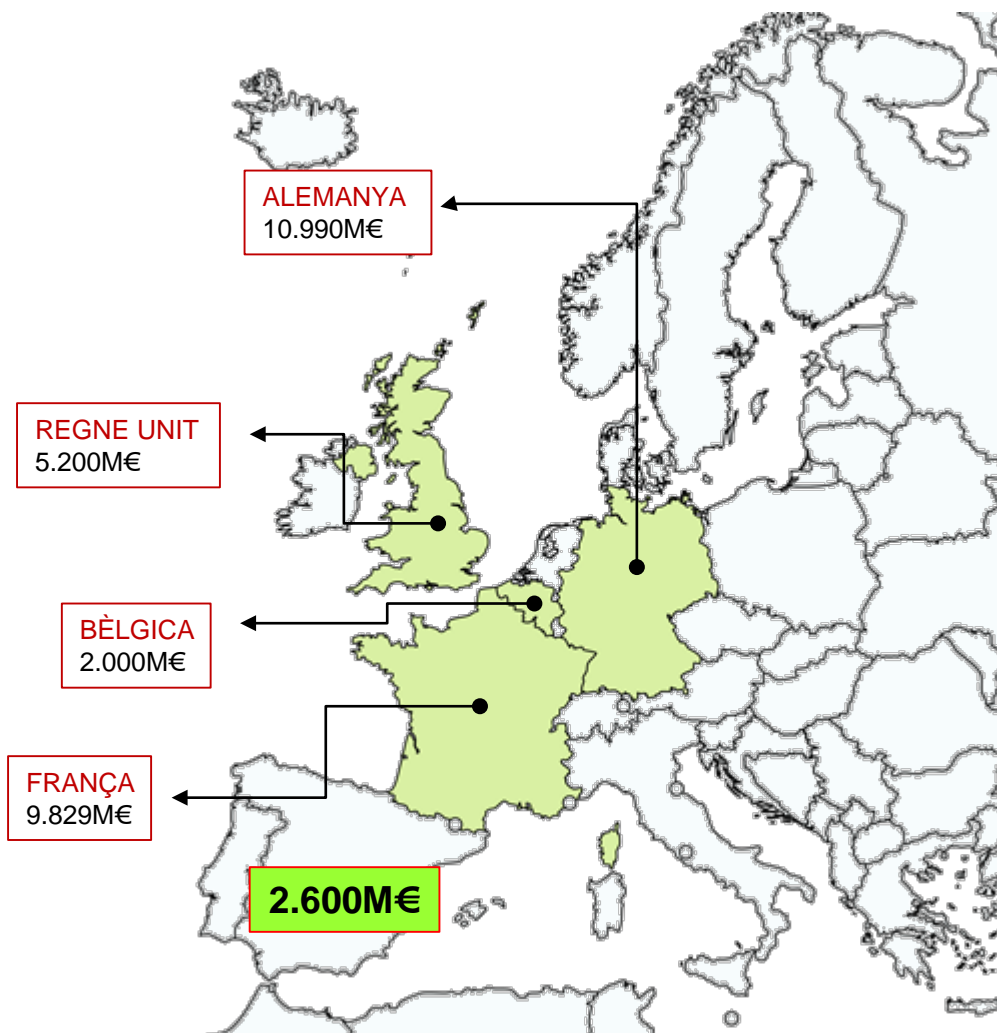 ALEMANYA
10.990M€
REGNE UNIT
5.200M€
BÈLGICA
2.000M€
FRANÇA
9.829M€
2.600M€